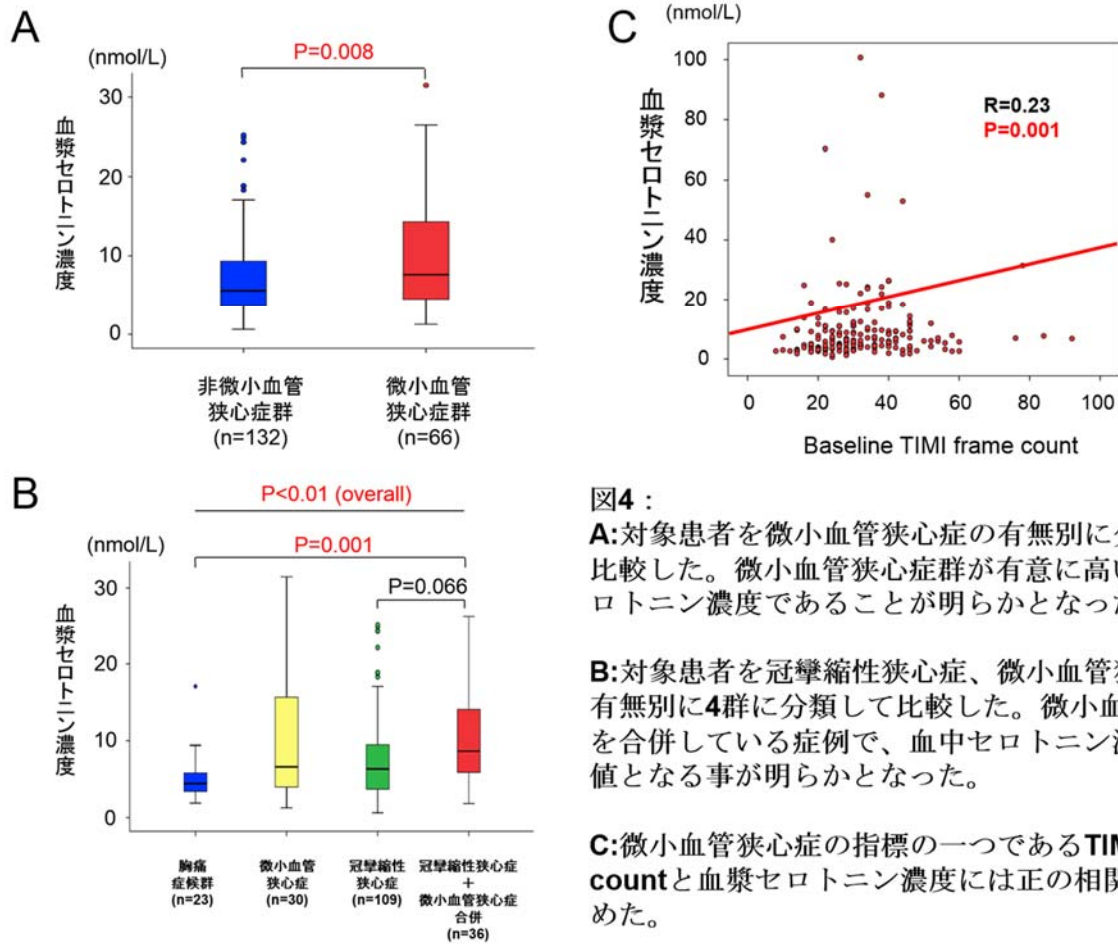 A
(nmol/L)
P=0.008
血漿セロトニン濃度
30
20
10
0
非微小血管
狭心症群
(n=132)
微小血管
狭心症群
(n=66)
B
P<0.01 (overall)
(nmol/L)
P=0.001
P=0.066
血漿セロトニン濃度
30
20
10
0
胸痛
症候群
(n=23)
微小血管
狭心症
(n=30)
冠攣縮性
狭心症
(n=109)
冠攣縮性狭心症
+
微小血管狭心症
合併
(n=36)
C
(nmol/L)
血漿セロトニン濃度
R=0.23
P=0.001
100
80
60
40
20
0
0 20 40 60 80 100
Baseline TIMI frame count
図4：
A:対象患者を微小血管狭心症の有無別に
比較した。微小血管狭心症群が有意に高い
ロトニン濃度であることが明らかとなった
B:対象患者を冠攣縮性狭心症、微小血管
有無別に4群に分類して比較した。微小血
を合併している症例で、血中セロトニン
値となる事が明らかとなった。
C:微小血管狭心症の指標の一つであるTIM
countと血漿セロトニン濃度には正の相関
めた。